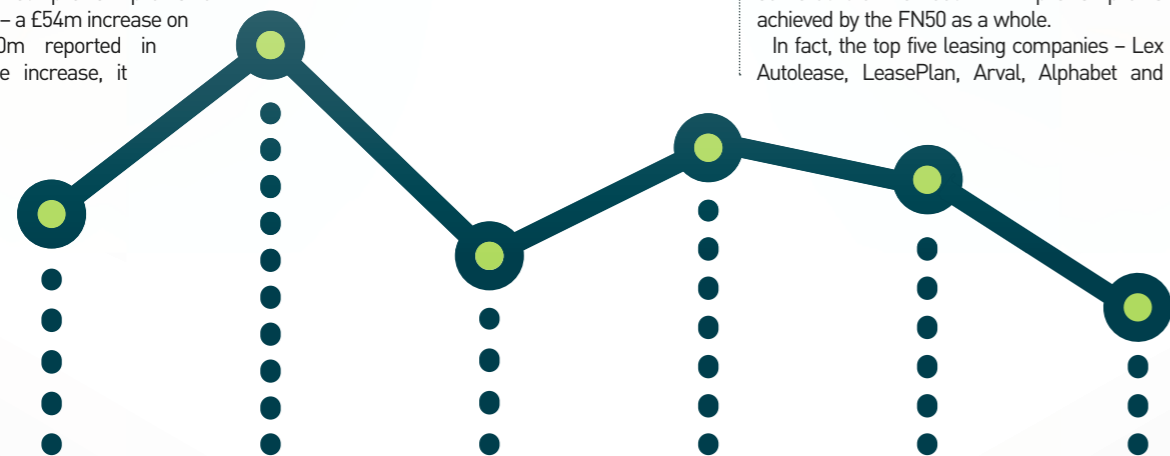 – a £54m increase on
0m reported in
e increase, it
achieved by the FN50 as a whole.
In fact, the top five leasing companies – Lex
Autolease, LeasePlan, Arval, Alphabet and